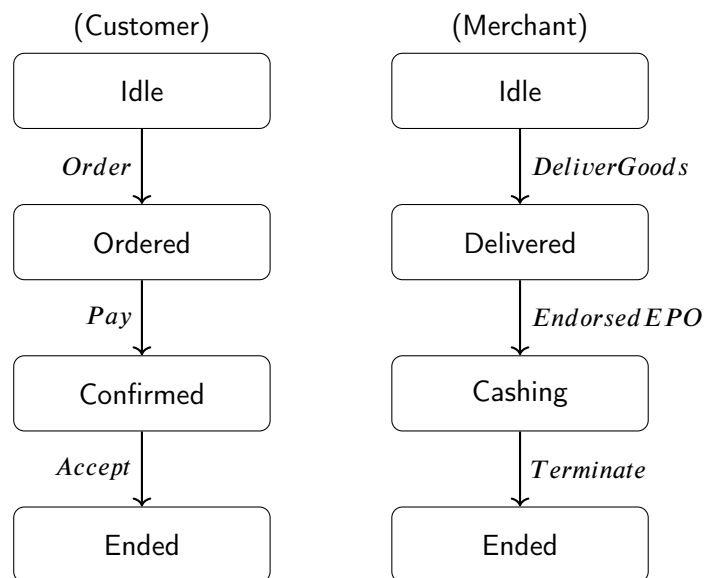 (Customer)
Idle
Order
Ordered
Pay
Confirmed
Accept
Ended
(Merchant)
Idle
DeliverGoods
Delivered
EndorsedEPO
Cashing
Terminate
Ended